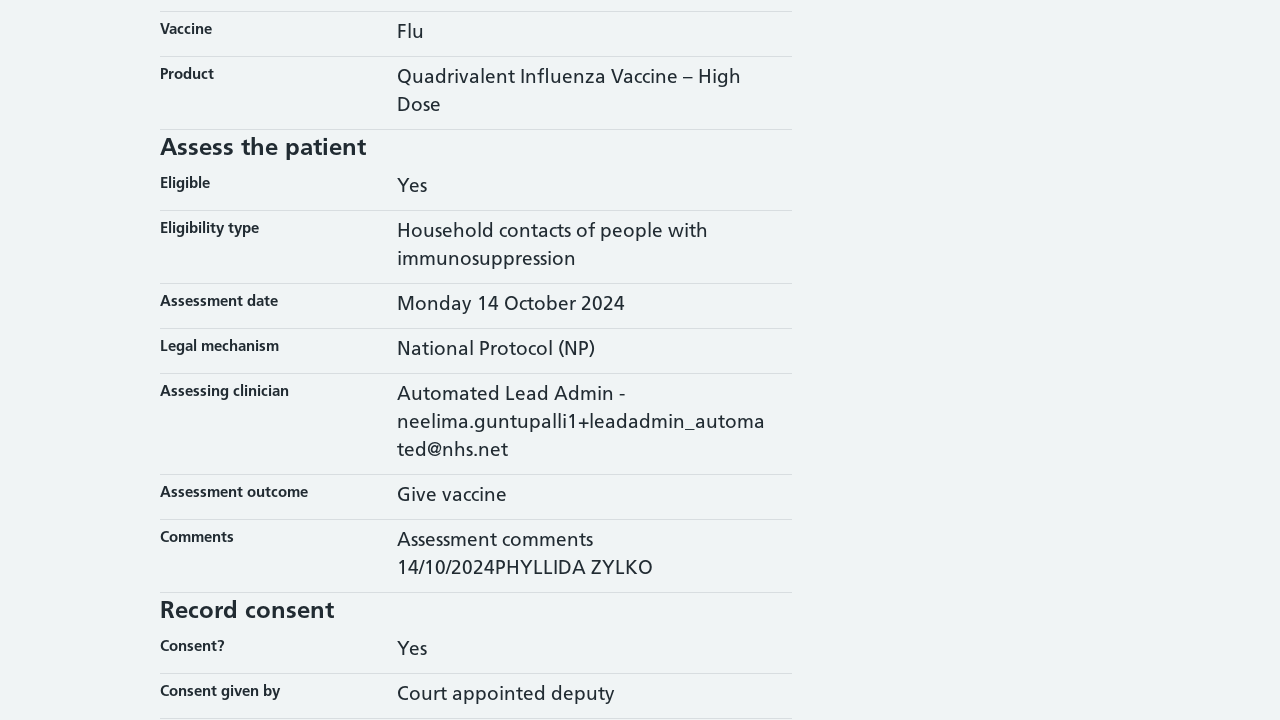 Vaccine
Flu
Product
Quadrivalent Influenza Vaccine – High
Dose
Assess the patient
Eligible
Yes
Eligibility type
Household contacts of people with
immunosuppression
Assessment date
Monday 14 October 2024
Legal mechanism
National Protocol (NP)
Assessing clinician
Automated Lead Admin -
neelima.guntupalli1+leadadmin_automa
ted@nhs.net
Assessment outcome
Give vaccine
Comments
Assessment comments
14/10/2024PHYLLIDA ZYLKO
Record consent
Consent?
Yes
Consent given by
Court appointed deputy